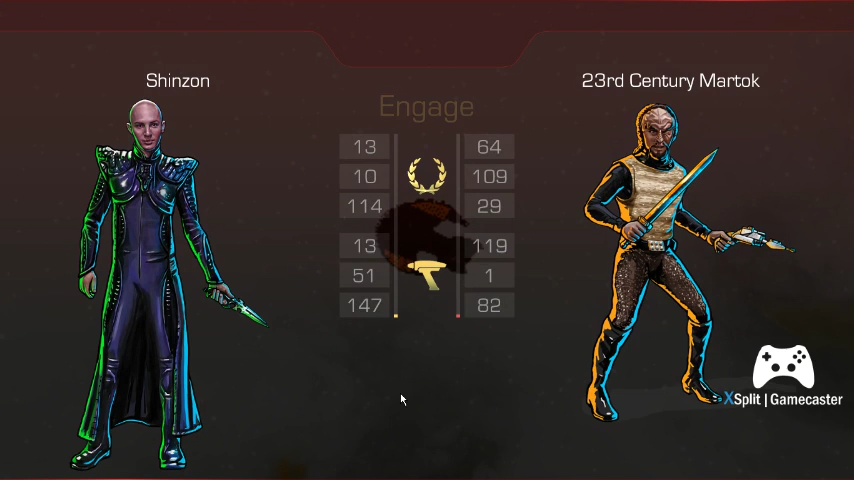 Shinzon
23rd Century Martok
Engage
13 64
10 109
114 29
13 119
51 1
147 82
XSplit | Gamecaster